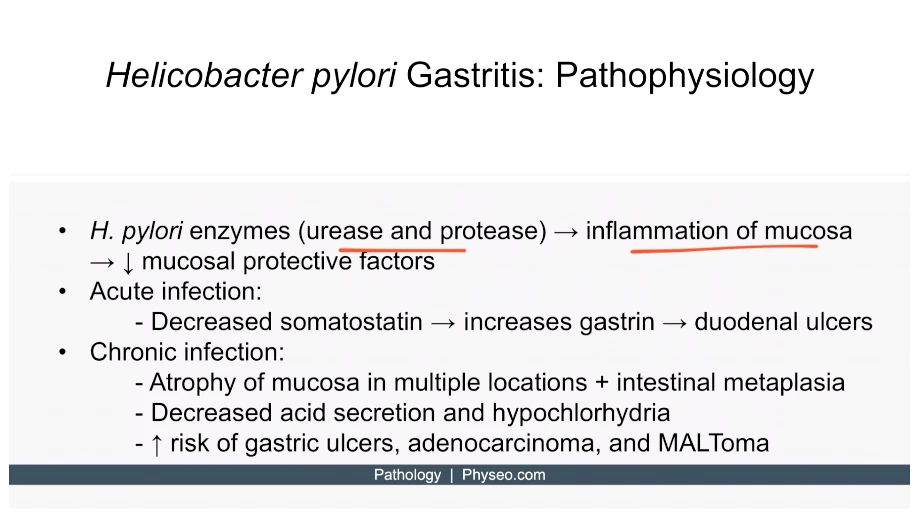 Helicobacter pylori Gastritis: Pathophysiology
• H. pylori enzymes (urease and protease) → inflammation of mucosa
→ ↓ mucosal protective factors
• Acute infection:
- Decreased somatostatin → increases gastrin → duodenal ulcers
• Chronic infection:
- Atrophy of mucosa in multiple locations + intestinal metaplasia
- Decreased acid secretion and hypochlorhydria
- ↑ risk of gastric ulcers, adenocarcinoma, and MALToma
Pathology | Physeo.com